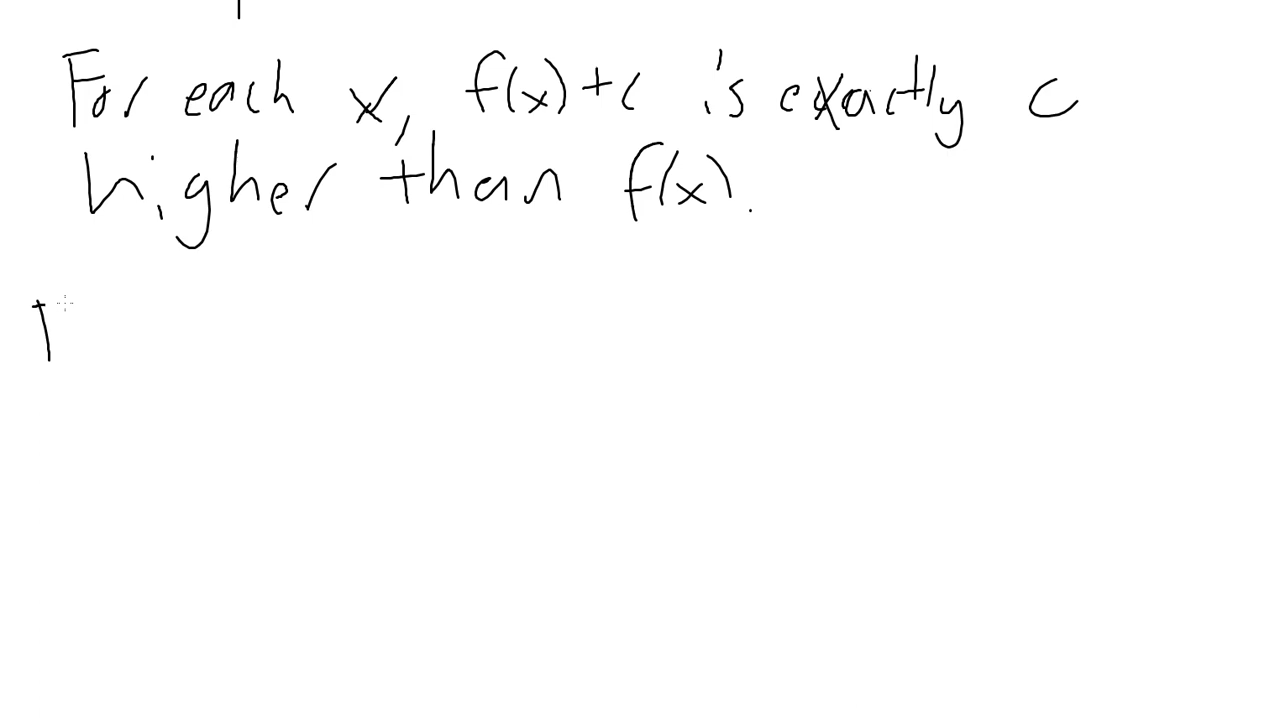 For each x, f(x)+c is exactly c
higher than f(x).